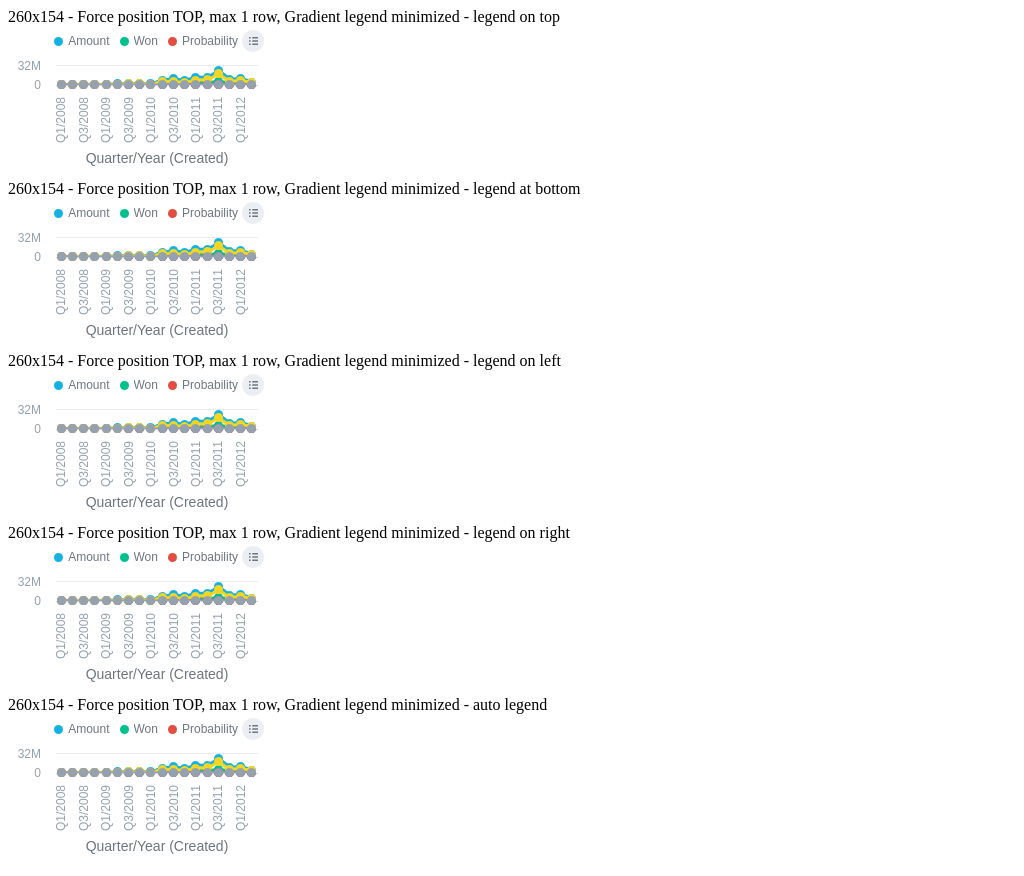 260x154 - Force position TOP, max 1 row, Gradient legend minimized - legend on top
Amount Won Probability
32M
0
Q1/2008 Q3/2008 Q1/2009 Q3/2009 Q1/2010 Q3/2010 Q1/2011 Q3/2011 Q1/2012
Quarter/Year (Created)
260x154 - Force position TOP, max 1 row, Gradient legend minimized - legend at bottom
Amount Won Probability
32M
0
Q1/2008 Q3/2008 Q1/2009 Q3/2009 Q1/2010 Q3/2010 Q1/2011 Q3/2011 Q1/2012
Quarter/Year (Created)
260x154 - Force position TOP, max 1 row, Gradient legend minimized - legend on left
Amount Won Probability
32M
0
Q1/2008 Q3/2008 Q1/2009 Q3/2009 Q1/2010 Q3/2010 Q1/2011 Q3/2011 Q1/2012
Quarter/Year (Created)
260x154 - Force position TOP, max 1 row, Gradient legend minimized - legend on right
Amount Won Probability
32M
0
Q1/2008 Q3/2008 Q1/2009 Q3/2009 Q1/2010 Q3/2010 Q1/2011 Q3/2011 Q1/2012
Quarter/Year (Created)
260x154 - Force position TOP, max 1 row, Gradient legend minimized - auto legend
Amount Won Probability
32M
0
Q1/2008 Q3/2008 Q1/2009 Q3/2009 Q1/2010 Q3/2010 Q1/2011 Q3/2011 Q1/2012
Quarter/Year (Created)